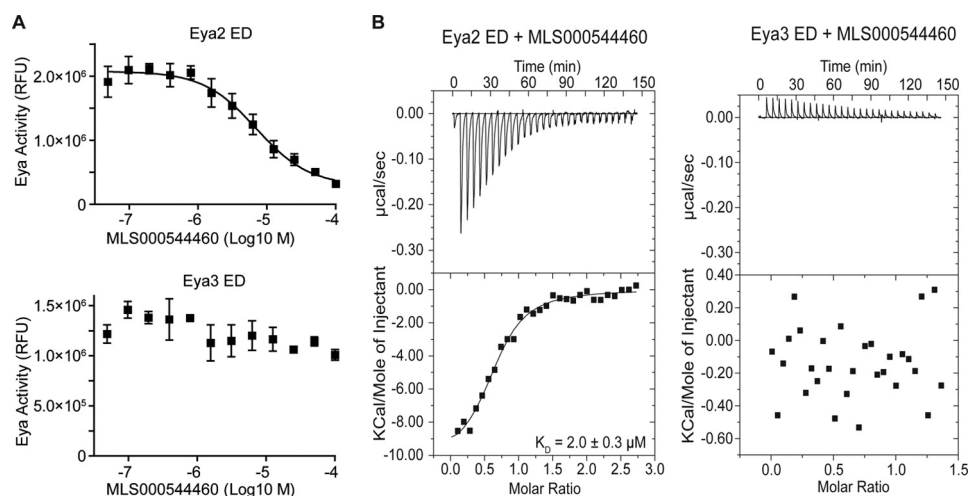 A
Eya2 ED
Eya Activity (RFU)
2.0×10⁶
1.0×10⁶
0
-7 -6 -5 -4
MLS000544460 (Log10 M)
Eya3 ED
Eya Activity (RFU)
1.5×10⁶
1.0×10⁶
5.0×10⁵
0
-7 -6 -5 -4
MLS000544460 (Log10 M)
B
Eya2 ED + MLS000544460
Time (min)
0 30 60 90 120 150
µcal/sec
0.00
-0.10
-0.20
-0.30
KCal/Mole of Injectant
0.00
-2.00
-4.00
-6.00
-8.00
-10.00
K_D = 2.0 ± 0.3 µM
0.0 0.5 1.0 1.5 2.0 2.5 3.0
Molar Ratio
Eya3 ED + MLS000544460
Time (min)
0 30 60 90 120 150
µcal/sec
0.00
-0.10
-0.20
-0.30
KCal/Mole of Injectant
0.40
0.20
0.00
-0.20
-0.40
-0.60
0.0 0.5 1.0 1.5
Molar Ratio